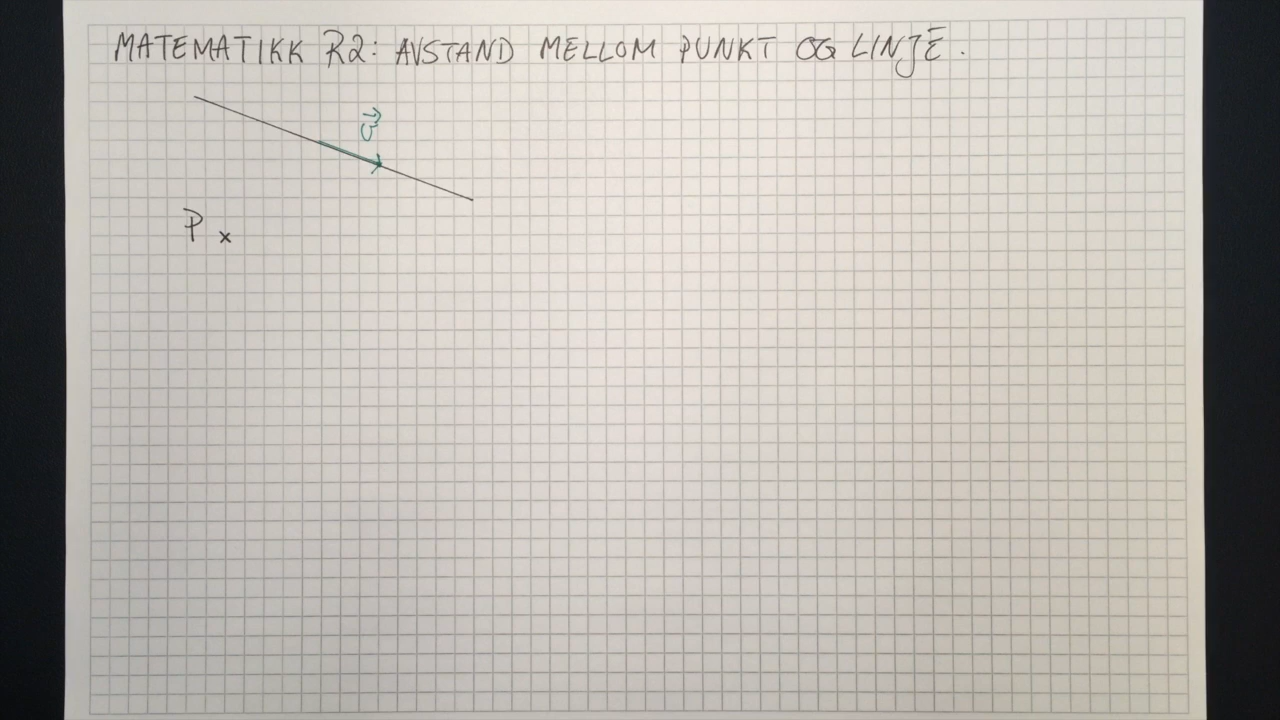 MATEMATIKK R2: AVSTAND MELLOM PUNKT OG LINJE.
v⃗
P x